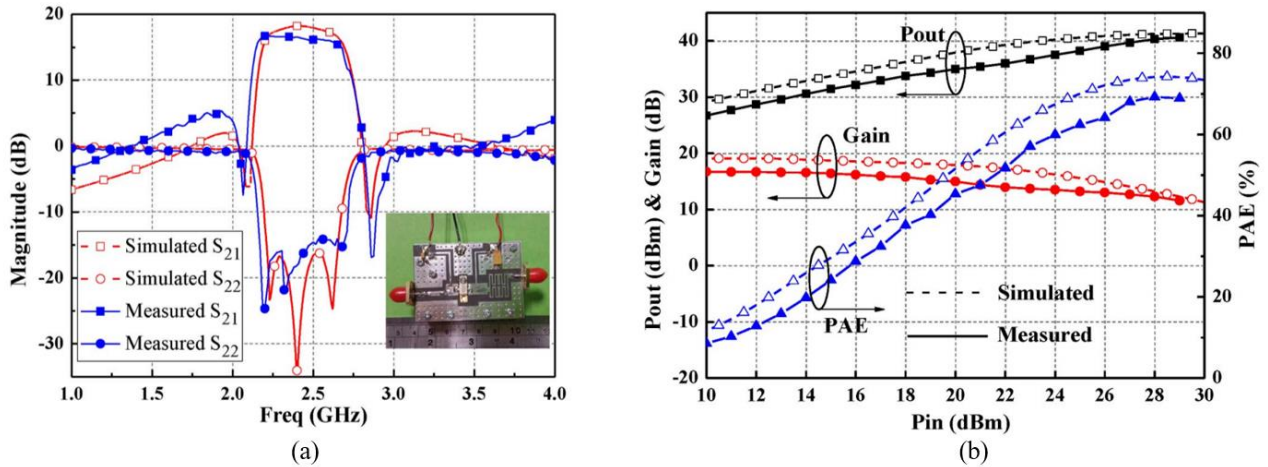 20
10
0
-10
-20
-30
Magnitude (dB)
Simulated S21
Simulated S22
Measured S21
Measured S22
1.0 1.5 2.0 2.5 3.0 3.5 4.0
Freq (GHz)
(a)
40
30
20
10
0
-10
-20
Pout (dBm) & Gain (dB)
Pout
Gain
PAE
Simulated
Measured
80
60
40
20
0
PAE (%)
10 12 14 16 18 20 22 24 26 28 30
Pin (dBm)
(b)